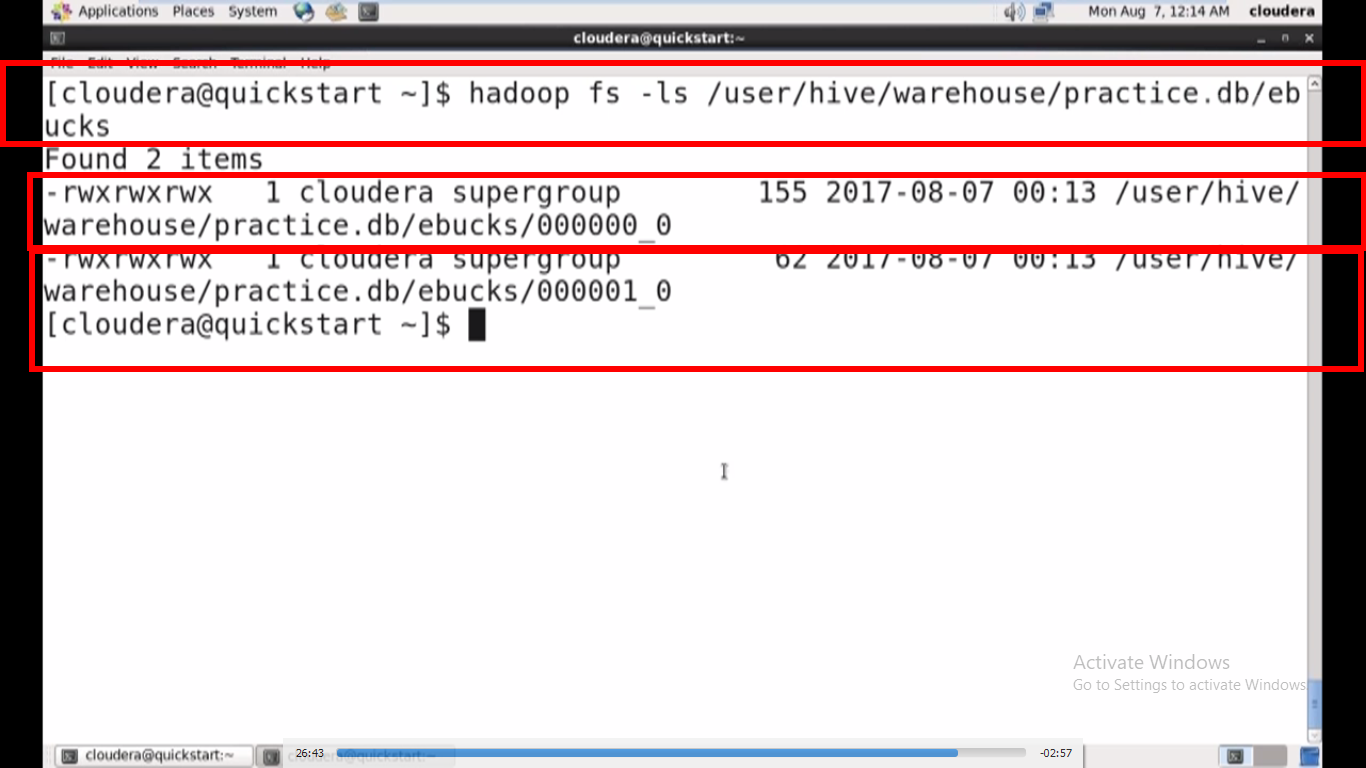 Applications Places System Mon Aug 7, 12:14 AM cloudera
cloudera@quickstart:~
File Edit View Search Terminal Help
[cloudera@quickstart ~]$ hadoop fs -ls /user/hive/warehouse/practice.db/eb
ucks
Found 2 items
-rwxrwxrwx 1 cloudera supergroup 155 2017-08-07 00:13 /user/hive/
warehouse/practice.db/ebucks/000000_0
-rwxrwxrwx 1 cloudera supergroup 62 2017-08-07 00:13 /user/hive/
warehouse/practice.db/ebucks/000001_0
[cloudera@quickstart ~]$
Activate Windows
Go to Settings to activate Windows
cloudera@quickstart:~ cloudera@quickstart:~
26:43 -02:57